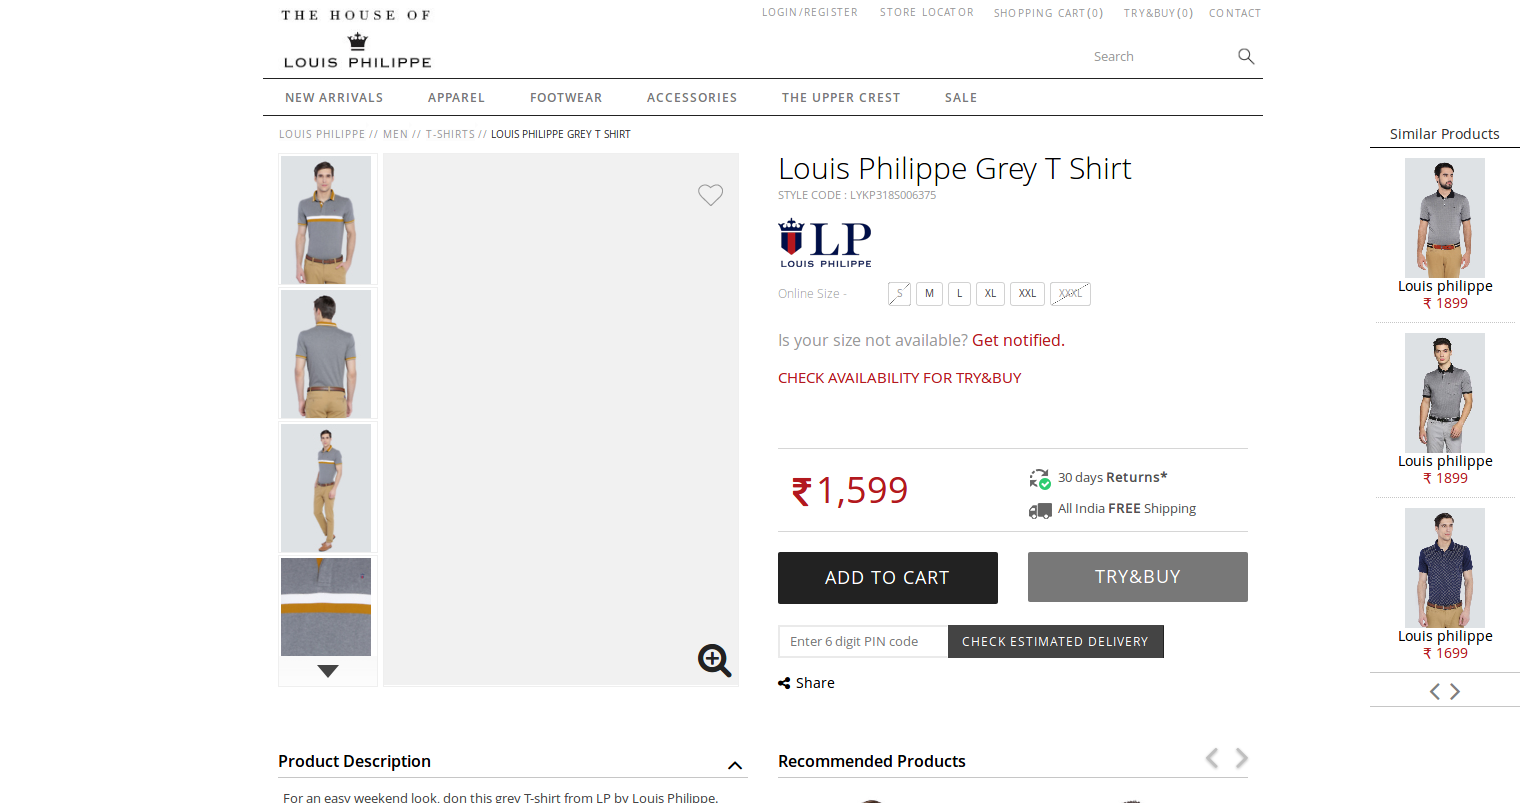 THE HOUSE OF
LOUIS PHILIPPE
LOGIN/REGISTER STORE LOCATOR SHOPPING CART(0) TRY&BUY(0) CONTACT
Search
NEW ARRIVALS APPAREL FOOTWEAR ACCESSORIES THE UPPER CREST SALE
LOUIS PHILIPPE // MEN // T-SHIRTS // LOUIS PHILIPPE GREY T SHIRT
Louis Philippe Grey T Shirt
STYLE CODE : LYKP318S006375
LP
LOUIS PHILIPPE
Online Size - S M L XL XXL XXXL
Is your size not available? Get notified.
CHECK AVAILABILITY FOR TRY&BUY
₹1,599
30 days Returns*
All India FREE Shipping
ADD TO CART TRY&BUY
Enter 6 digit PIN code CHECK ESTIMATED DELIVERY
Share
Similar Products
Louis philippe
₹ 1899
Louis philippe
₹ 1899
Louis philippe
₹ 1699
Product Description
For an easy weekend look, don this grey T-shirt from LP by Louis Philippe.
Recommended Products